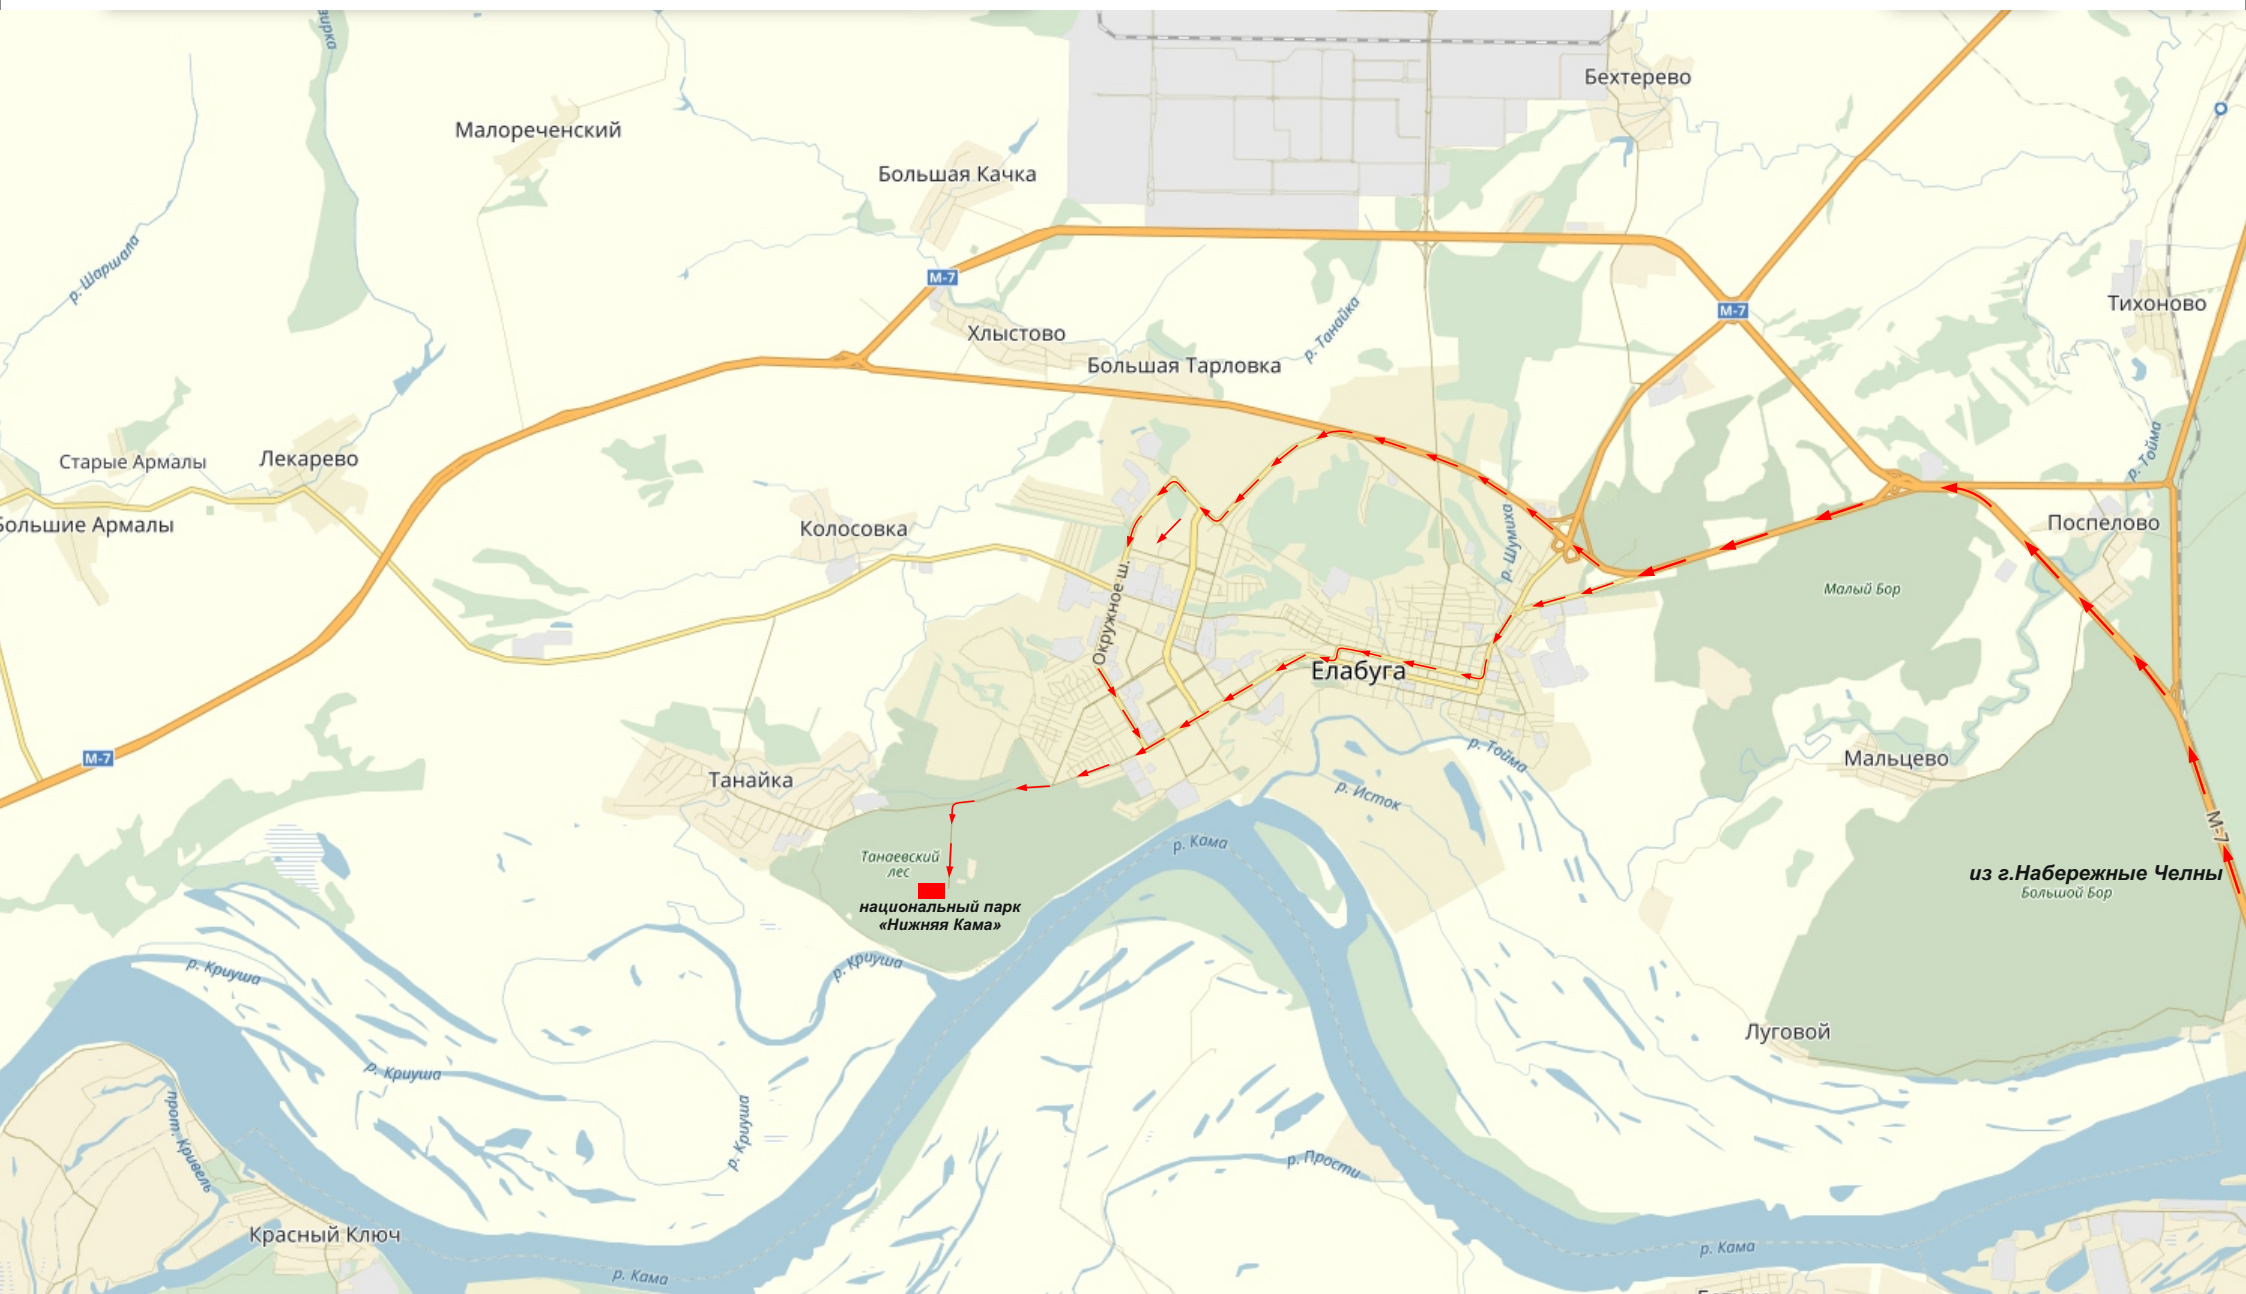 Бехтерево
Малореченский
Большая Качка
р. Шаршала
М-7
М-7
Тихоново
р. Танайка
Хлыстово
Большая Тарловка
р. Тойма
Старые Армалы
Лекарево
Большие Армалы
Колосовка
р. Шумиха
Поспелово
Малый Бор
Окружное ш.
Елабуга
М-7
р. Тойма
Мальцево
Танайка
р. Исток
М-7
р. Кама
Танаевский
лес
из г.Набережные Челны
Большой Бор
национальный парк
«Нижняя Кама»
р. Криуша
р. Криуша
Луговой
р. Криуша
прот. Кривель
р. Криуша
р. Прости
Красный Ключ
р. Кама
р. Кама